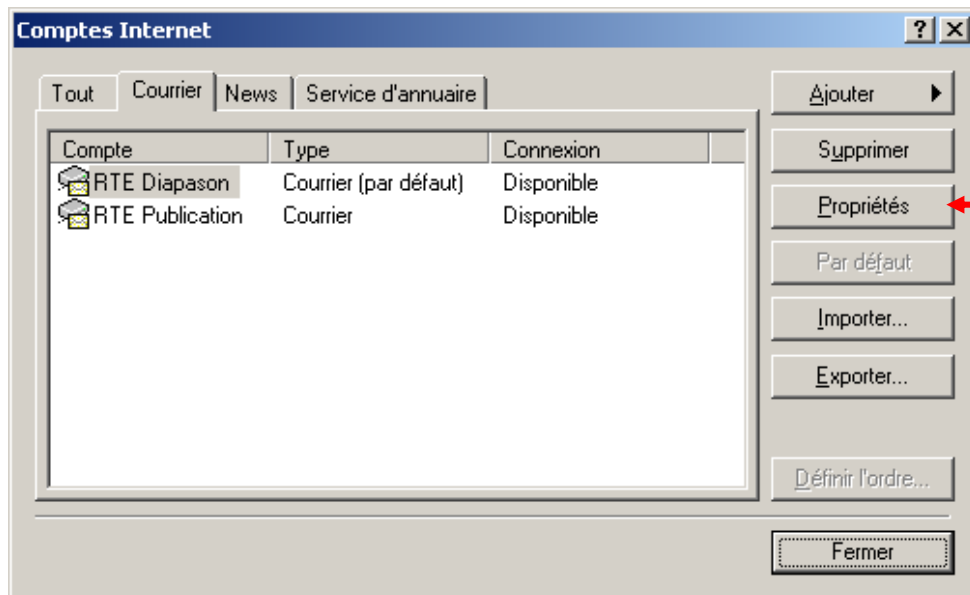 Comptes Internet
Tout Courrier News Service d'annuaire
Compte Type Connexion
RTE Diapason Courrier (par défaut) Disponible
RTE Publication Courrier Disponible
Ajouter
Supprimer
Propriétés
Par défaut
Importer...
Exporter...
Définir l'ordre...
Fermer